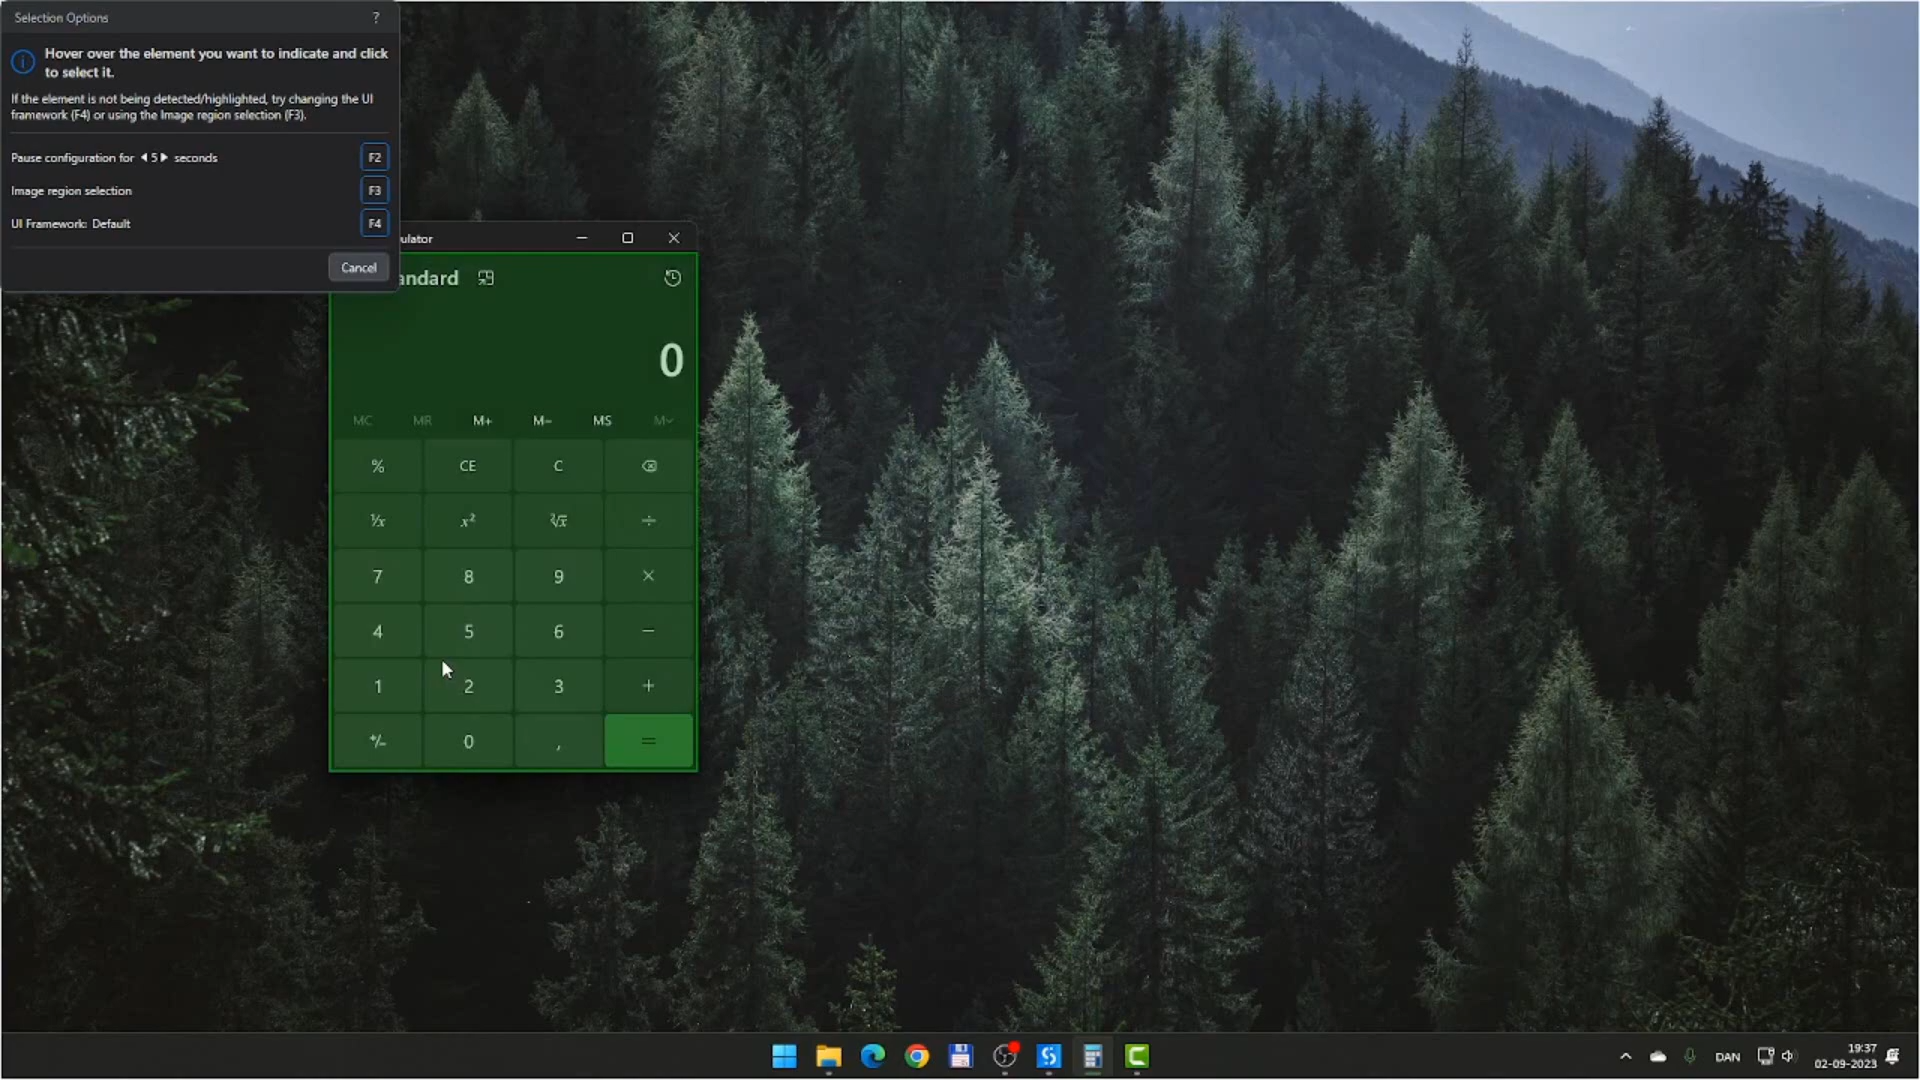 Selection Options ?
Hover over the element you want to indicate and click
to select it.
If the element is not being detected/highlighted, try changing the UI
framework (F4) or using the Image region selection (F3).
Pause configuration for 5 seconds F2
Image region selection F3
UI Framework: Default F4
Cancel
ulator
andard
0
MC MR M+ M- MS M
% CE C
¹/x x² ²√x ÷
7 8 9 ×
4 5 6 −
1 2 3 +
+/- 0 , =
DAN
19:37
02-09-2023